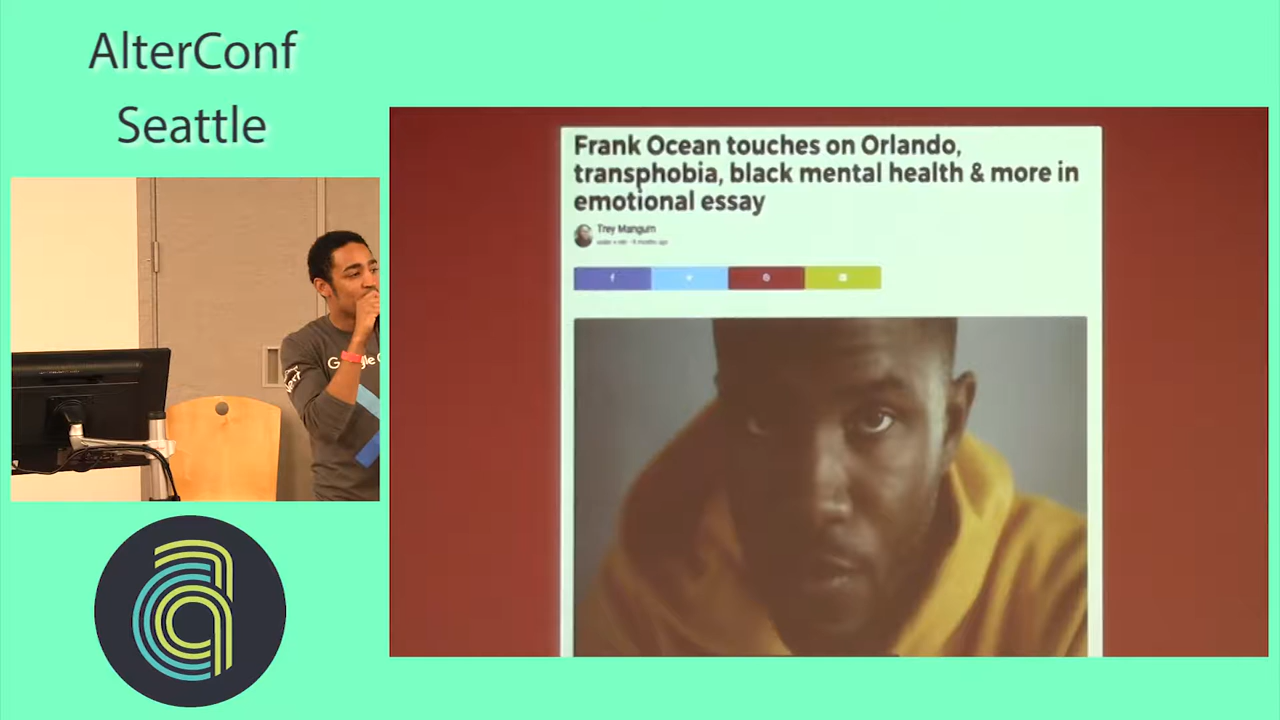 AlterConf
Seattle
Frank Ocean touches on Orlando,
transphobia, black mental health & more in
emotional essay
Trey Mangum